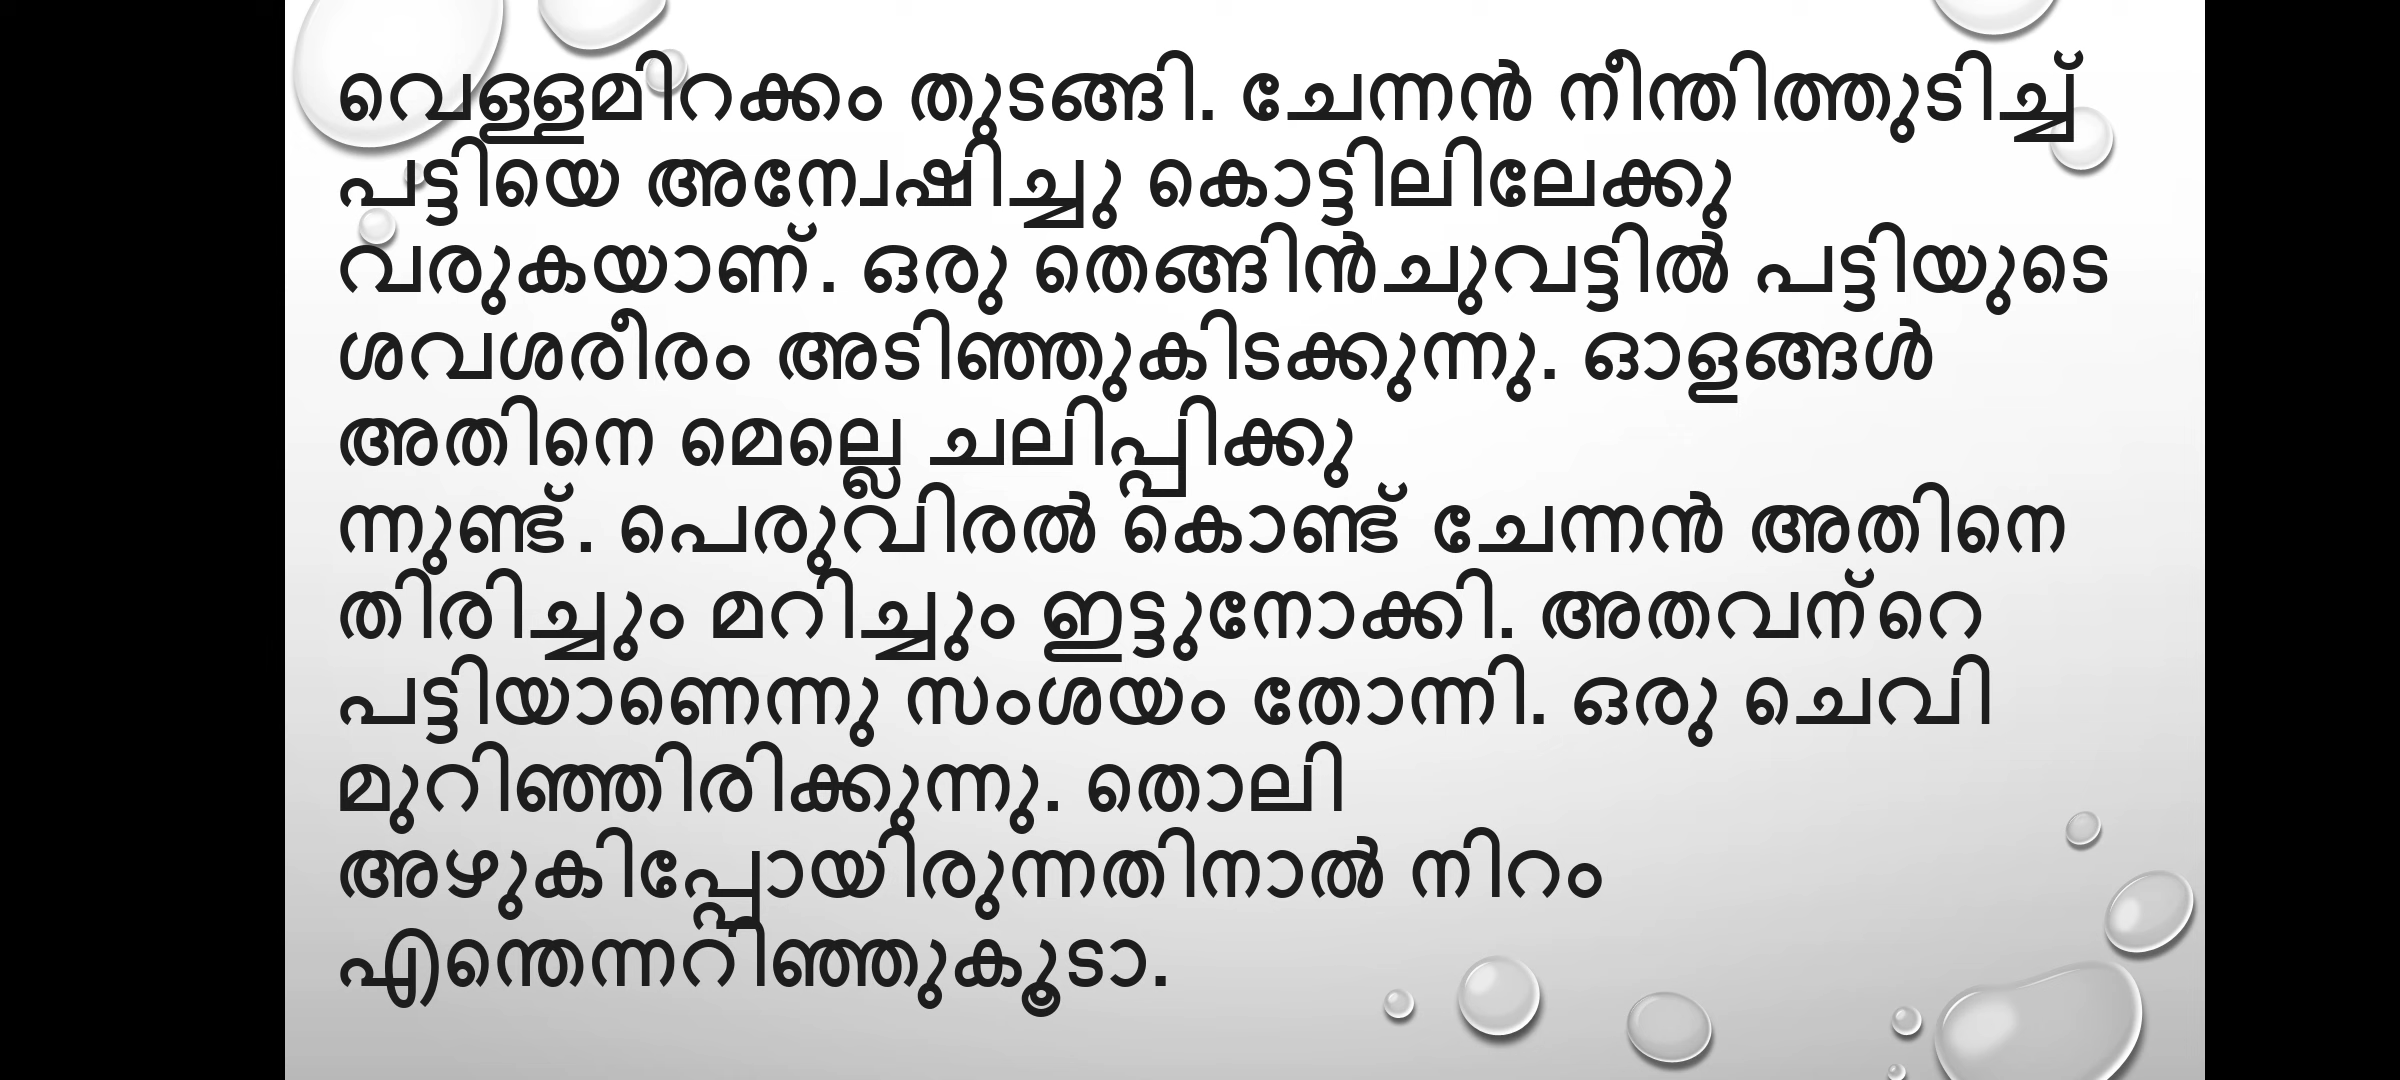 വെള്ളമിറക്കം തുടങ്ങി. ചേന്നൻ നീന്തിത്തുടിച്ച്
പട്ടിയെ അന്വേഷിച്ചു കൊട്ടിലിലേക്കു
വരുകയാണ്. ഒരു തെങ്ങിൻചുവട്ടിൽ പട്ടിയുടെ
ശവശരീരം അടിഞ്ഞുകിടക്കുന്നു. ഓളങ്ങൾ
അതിനെ മെല്ലെ ചലിപ്പിക്കു
ന്നുണ്ട്. പെരുവിരൽ കൊണ്ട് ചേന്നൻ അതിനെ
തിരിച്ചും മറിച്ചും ഇട്ടുനോക്കി. അതവന്റെ
പട്ടിയാണെന്നു സംശയം തോന്നി. ഒരു ചെവി
മുറിഞ്ഞിരിക്കുന്നു. തൊലി
അഴുകിപ്പോയിരുന്നതിനാൽ നിറം
എന്തെന്നറിഞ്ഞുകൂടാ.